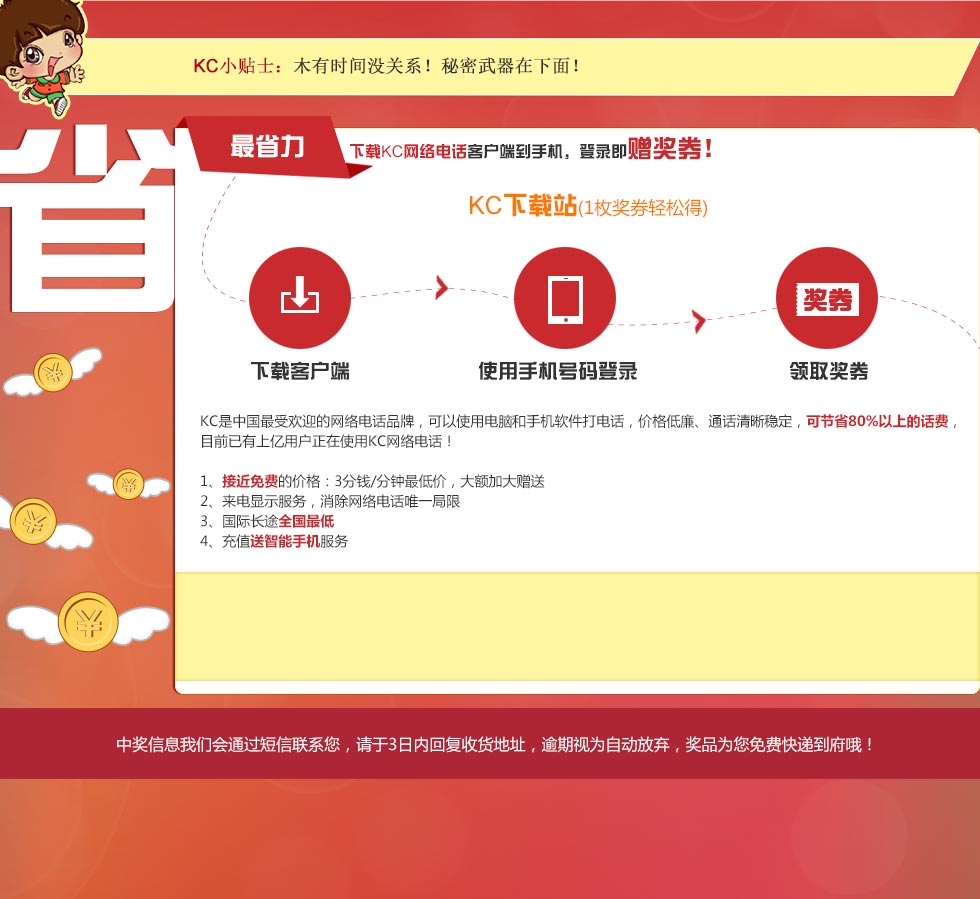 KC小贴士：木有时间没关系！秘密武器在下面！
省
最省力
下载KC网络电话客户端到手机，登录即赠奖券！
KC下载站(1枚奖券轻松得)
奖券
下载客户端
使用手机号码登录
领取奖券
KC是中国最受欢迎的网络电话品牌，可以使用电脑和手机软件打电话，价格低廉、通话清晰稳定，可节省80%以上的话费，
目前已有上亿用户正在使用KC网络电话！
1、接近免费的价格：3分钱/分钟最低价，大额加大赠送
2、来电显示服务，消除网络电话唯一局限
3、国际长途全国最低
4、充值送智能手机服务
中奖信息我们会通过短信联系您，请于3日内回复收货地址，逾期视为自动放弃，奖品为您免费快递到府哦！